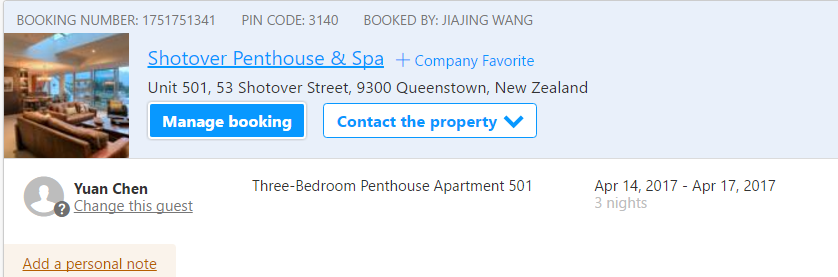 BOOKING NUMBER: 1751751341 PIN CODE: 3140 BOOKED BY: JIAJING WANG
Shotover Penthouse & Spa + Company Favorite
Unit 501, 53 Shotover Street, 9300 Queenstown, New Zealand
Manage booking Contact the property
Yuan Chen Three-Bedroom Penthouse Apartment 501 Apr 14, 2017 - Apr 17, 2017
? Change this guest 3 nights
Add a personal note